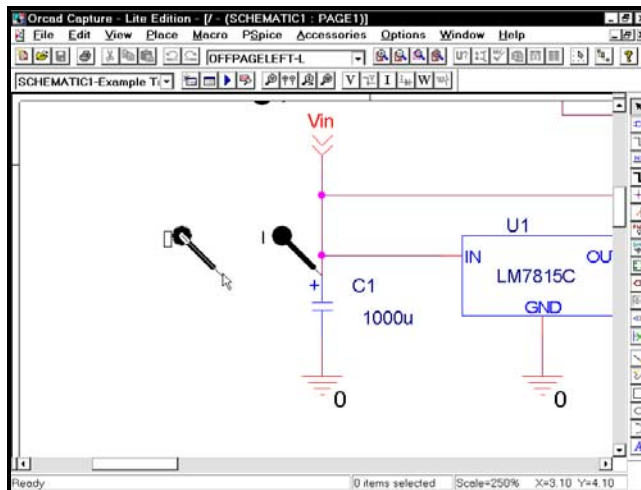 Orcad Capture - Lite Edition - [/ - (SCHEMATIC1 : PAGE1)]
File Edit View Place Macro PSpice Accessories Options Window Help
OFFPAGELEFT-L
U?
SCHEMATIC1-Example T
V I W
Vin
I
U1
IN
OUT
+
C1
LM7815C
1000u
GND
0
0
Ready
0 items selected
Scale=250%
X=3.10 Y=4.10